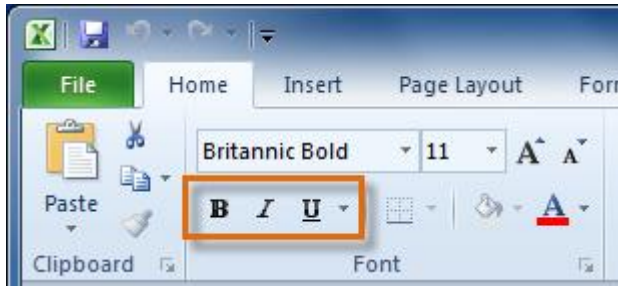 File Home Insert Page Layout
Britannic Bold 11 A A
Paste B I U A
Clipboard Font